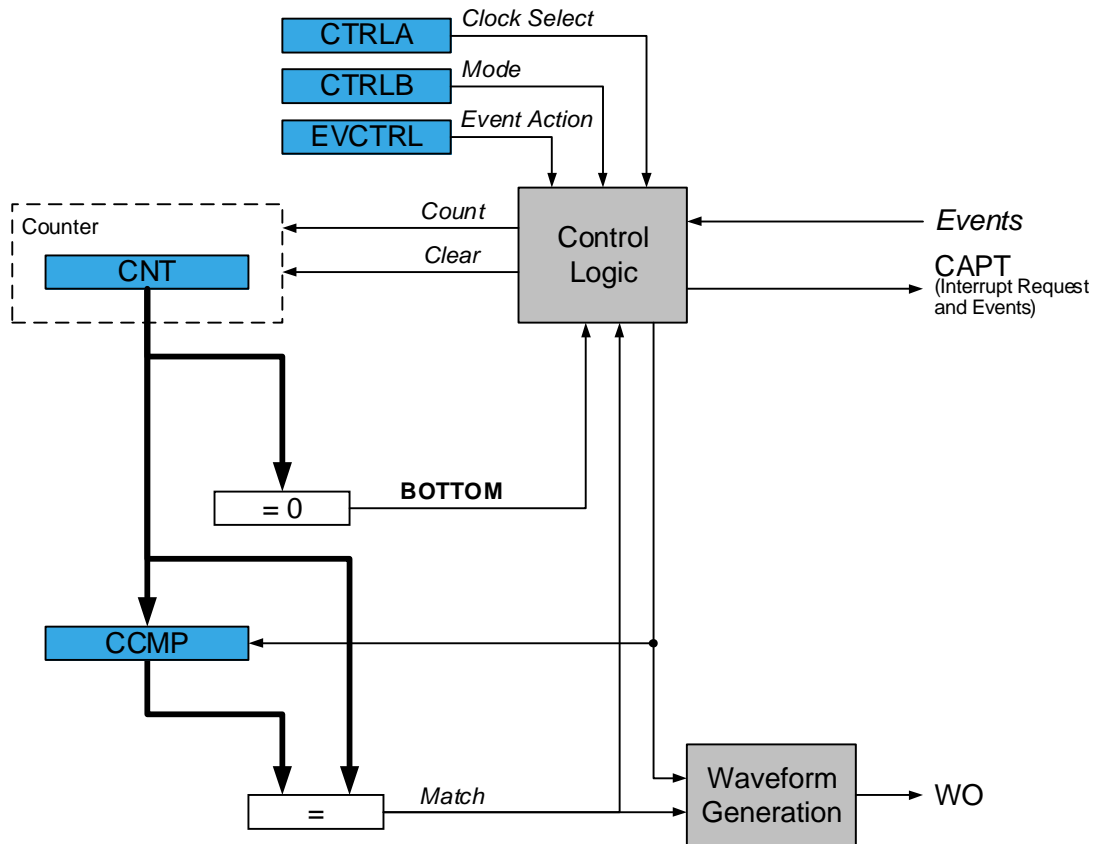 CTRLA
Clock Select
CTRLB
Mode
EVCTRL
Event Action
Counter
CNT
Count
Clear
Control
Logic
Events
CAPT
(Interrupt Request
and Events)
= 0
BOTTOM
CCMP
=
Match
Waveform
Generation
WO